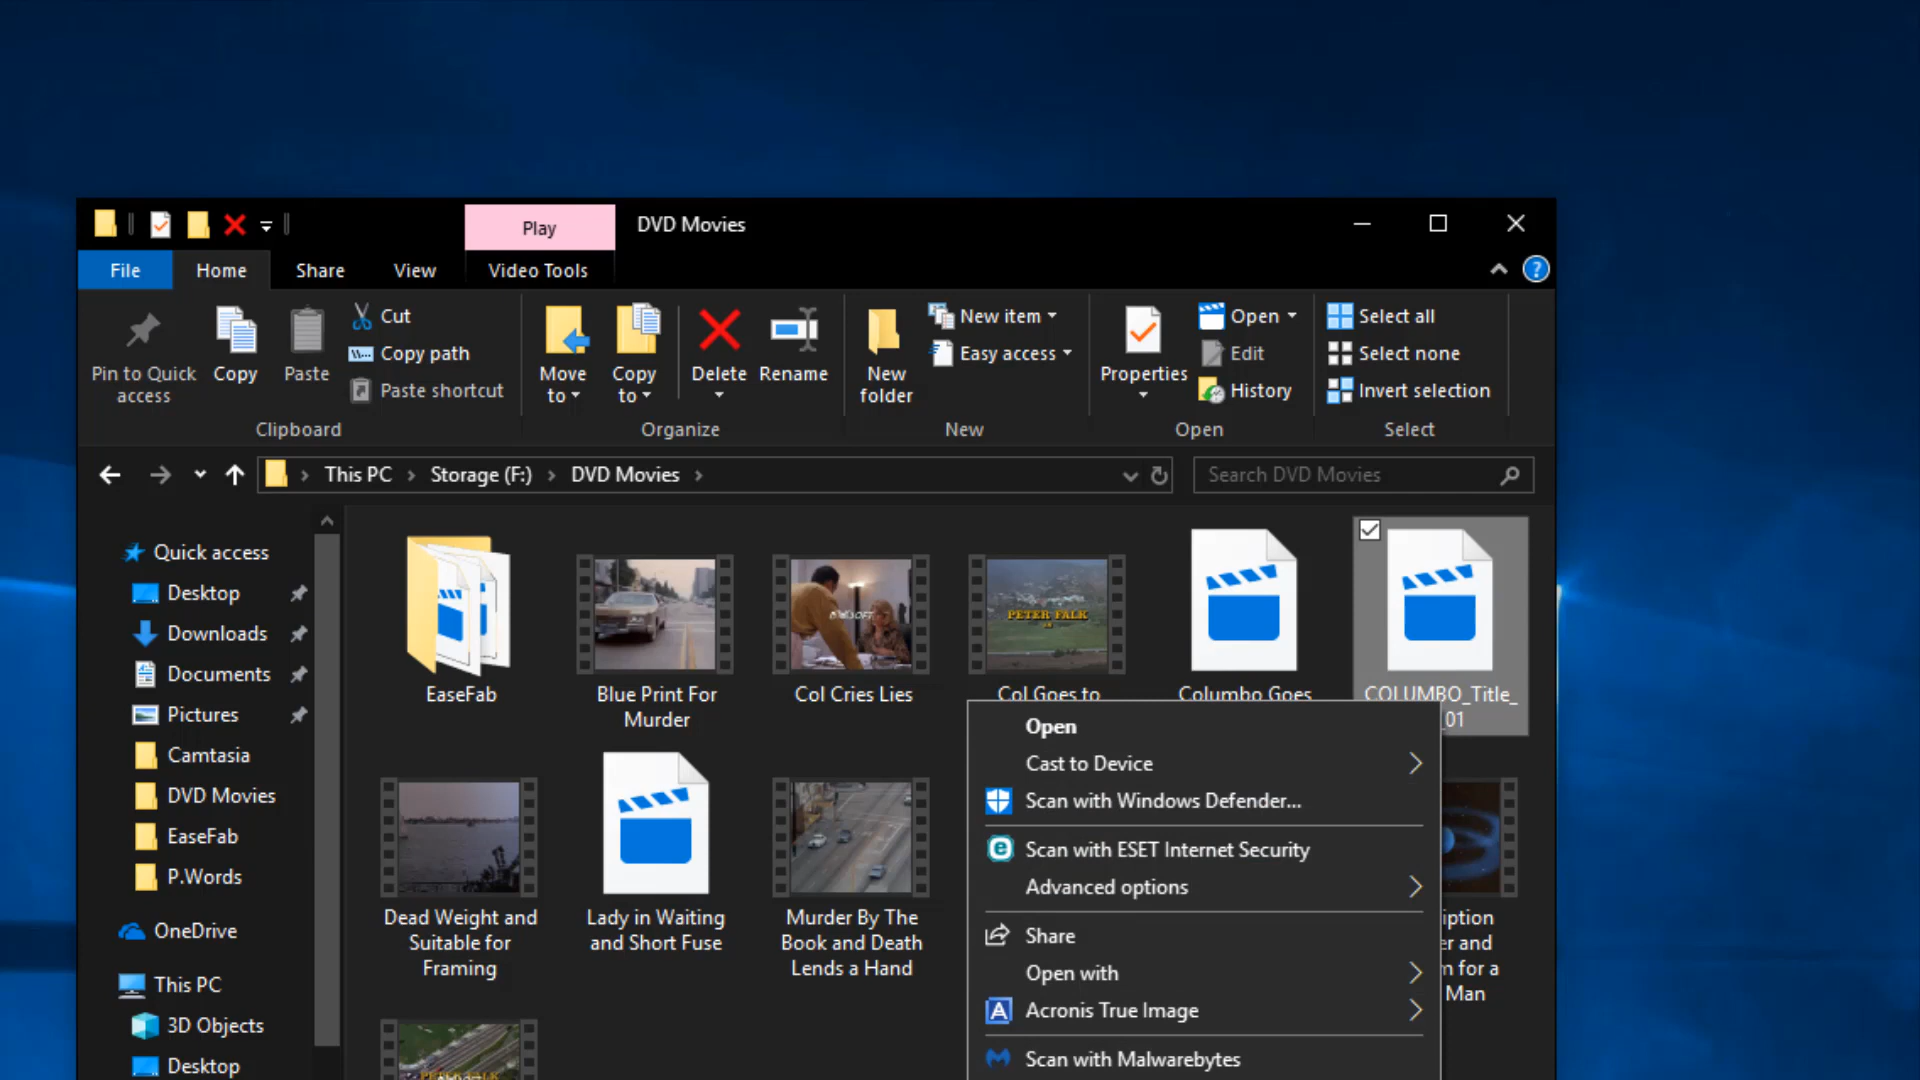 Play
DVD Movies
File
Home
Share
View
Video Tools
Pin to Quick
access
Copy
Paste
Cut
Copy path
Paste shortcut
Clipboard
Move
to
Copy
to
Delete
Rename
Organize
New
folder
New item
Easy access
New
Properties
Open
Edit
History
Open
Select all
Select none
Invert selection
Select
This PC
Storage (F:)
DVD Movies
Search DVD Movies
Quick access
Desktop
Downloads
Documents
Pictures
Camtasia
DVD Movies
EaseFab
P.Words
OneDrive
This PC
3D Objects
Desktop
EaseFab
Blue Print For
Murder
Col Cries Lies
PETER FALK
Col Goes to
Columbo Goes
COLUMBO_Title_
01
Dead Weight and
Suitable for
Framing
Lady in Waiting
and Short Fuse
Murder By The
Book and Death
Lends a Hand
iption
er and
m for a
Man
Open
Cast to Device
Scan with Windows Defender...
Scan with ESET Internet Security
Advanced options
Share
Open with
Acronis True Image
Scan with Malwarebytes